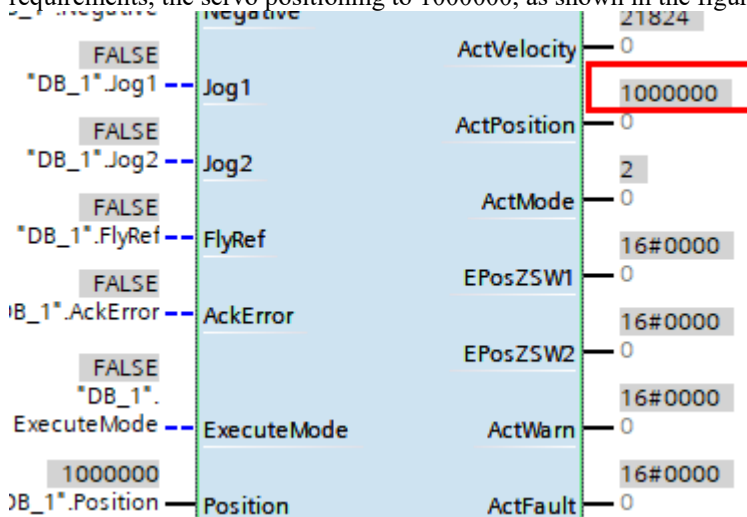 requirements, the servo positioning to 1000000, as shown in the figu
Negative
21824
FALSE
ActVelocity
0
"DB_1".Jog1
Jog1
1000000
FALSE
ActPosition
0
"DB_1".Jog2
Jog2
2
FALSE
ActMode
0
"DB_1".FlyRef
FlyRef
16#0000
FALSE
EPosZSW1
0
B_1".AckError
AckError
16#0000
EPosZSW2
0
FALSE
"DB_1".
16#0000
ExecuteMode
ExecuteMode
ActWarn
0
1000000
16#0000
DB_1".Position
Position
ActFault
0